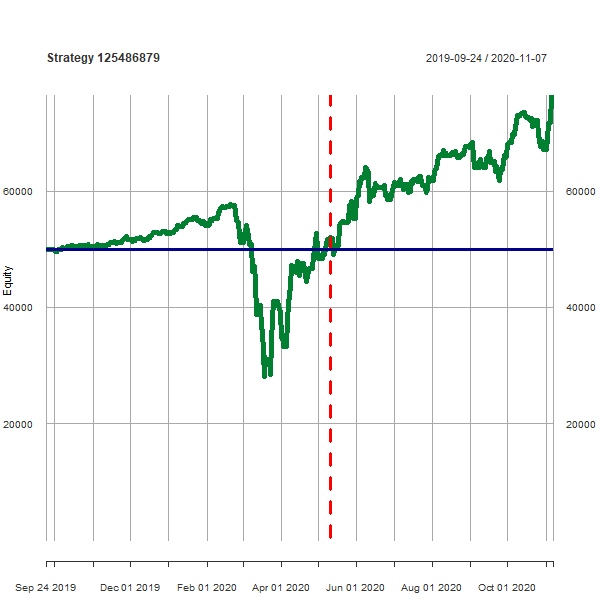 Strategy 125486879
2019-09-24 / 2020-11-07
60000
60000
Equity
40000
40000
20000
20000
Sep 24 2019
Dec 01 2019
Feb 01 2020
Apr 01 2020
Jun 01 2020
Aug 01 2020
Oct 01 2020